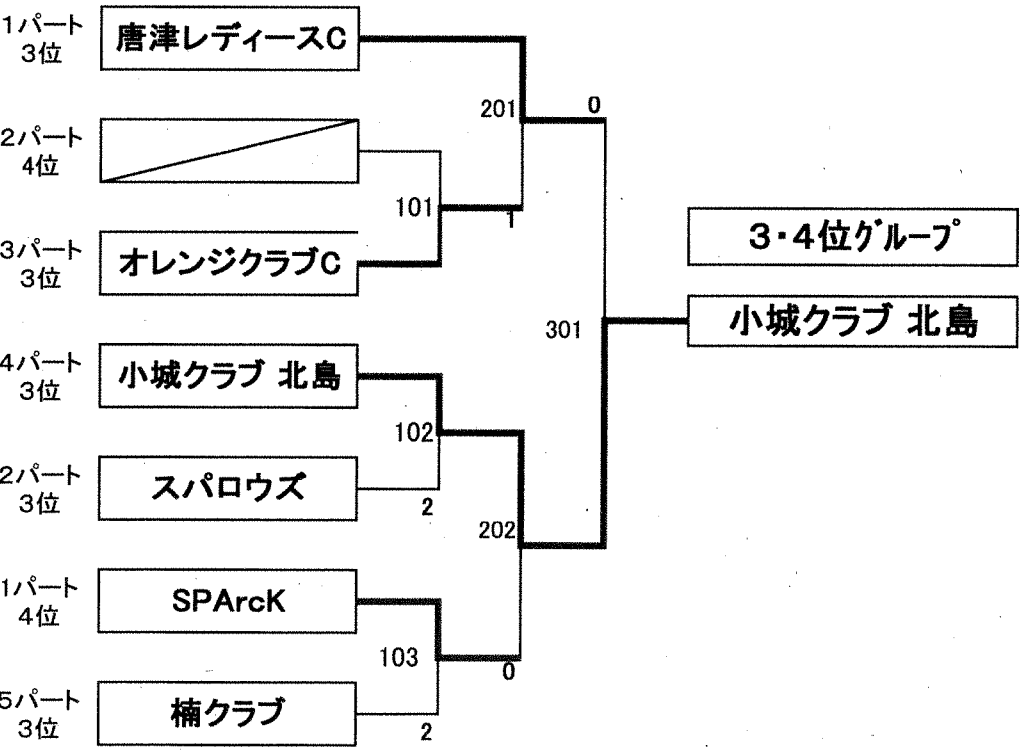 1パート
3位
唐津レディースC
201
0
2パート
4位
101
1
3パート
3位
オレンジクラブC
3・4位グループ
301
小城クラブ 北島
4パート
3位
小城クラブ 北島
102
2パート
3位
スパロウズ
2
202
1パート
4位
SPArcK
103
0
5パート
3位
楠クラブ
2